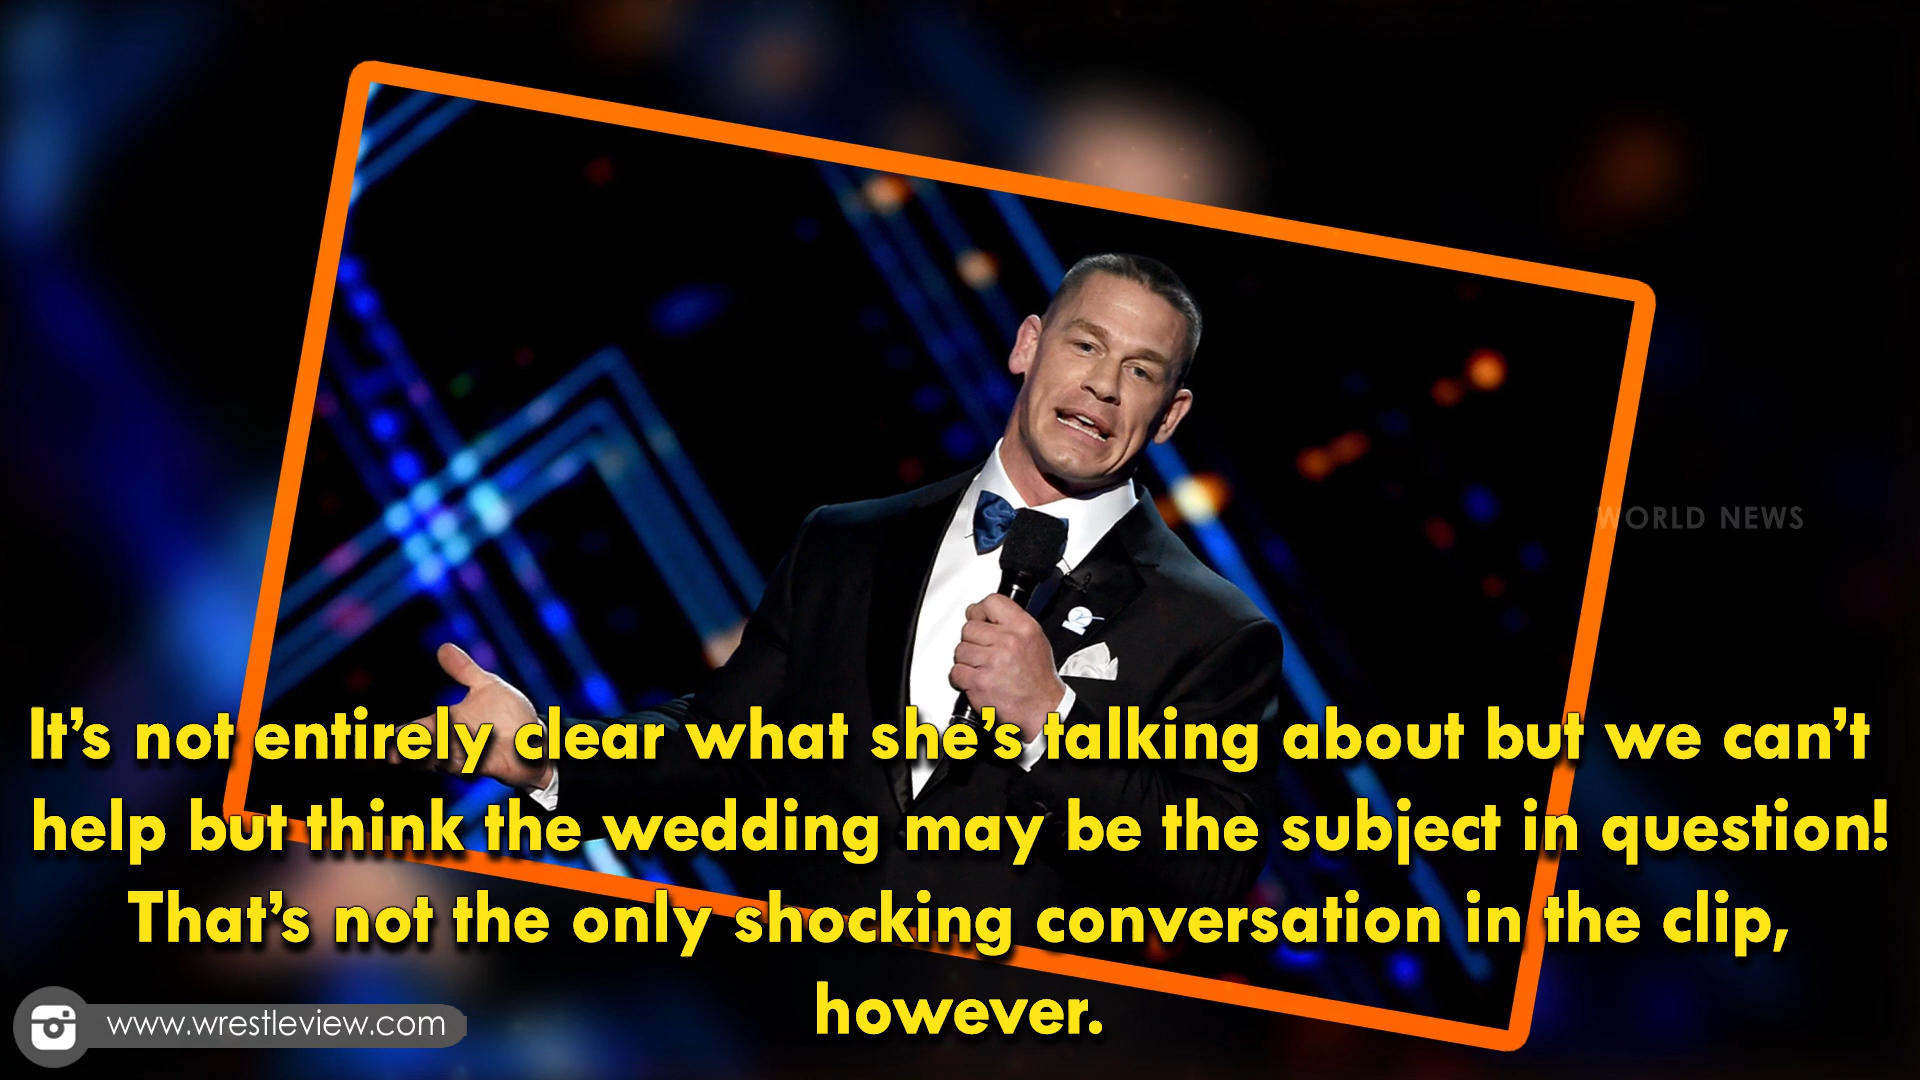 WORLD NEWS
It’s not entirely clear what she’s talking about but we can’t
help but think the wedding may be the subject in question!
That’s not the only shocking conversation in the clip,
however.
www.wrestleview.com